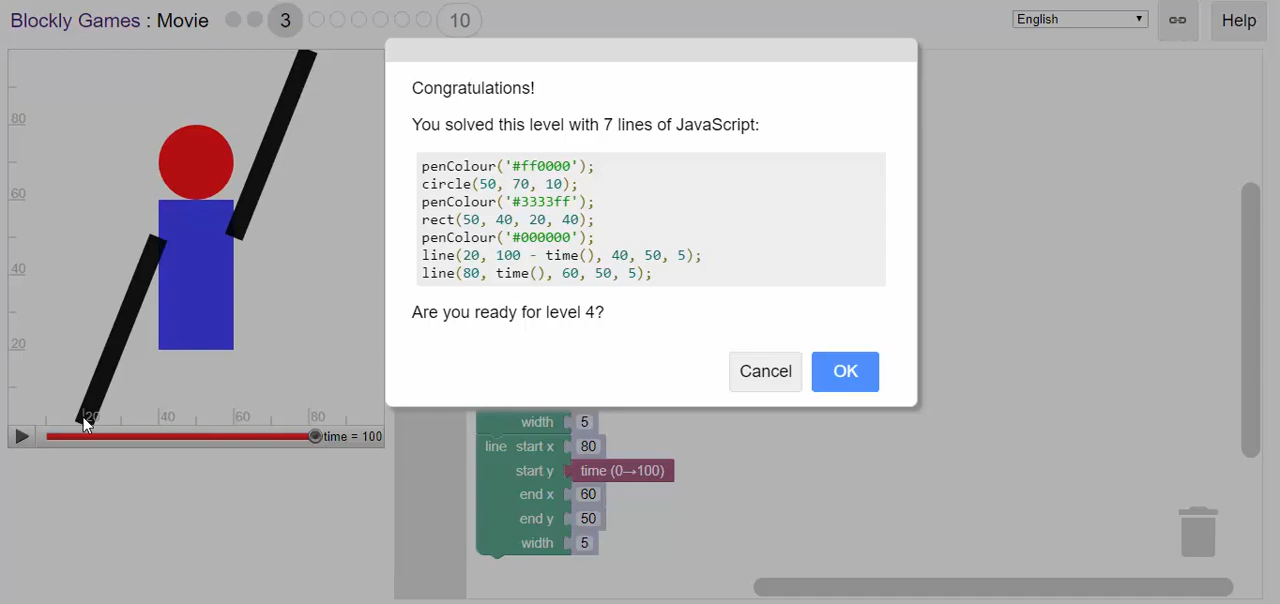 Blockly Games : Movie 3 10 English Help
Congratulations!
You solved this level with 7 lines of JavaScript:
penColour('#ff0000');
circle(50, 70, 10);
penColour('#3333ff');
rect(50, 40, 20, 40);
penColour('#000000');
line(20, 100 - time(), 40, 50, 5);
line(80, time(), 60, 50, 5);
Are you ready for level 4?
Cancel OK
80
60
40
20
20 40 60 80
time = 100
width 5
line start x 80
start y time (0→100)
end x 60
end y 50
width 5